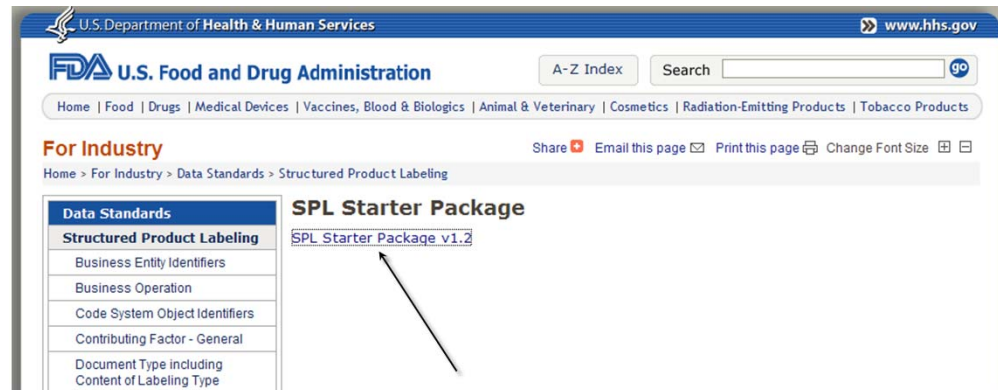 U.S. Department of Health & Human Services
www.hhs.gov
FDA U.S. Food and Drug Administration
A-Z Index
Search
go
Home | Food | Drugs | Medical Devices | Vaccines, Blood & Biologics | Animal & Veterinary | Cosmetics | Radiation-Emitting Products | Tobacco Products
For Industry
Share Email this page Print this page Change Font Size
Home > For Industry > Data Standards > Structured Product Labeling
Data Standards
Structured Product Labeling
Business Entity Identifiers
Business Operation
Code System Object Identifiers
Contributing Factor - General
Document Type including
Content of Labeling Type
SPL Starter Package
SPL Starter Package v1.2